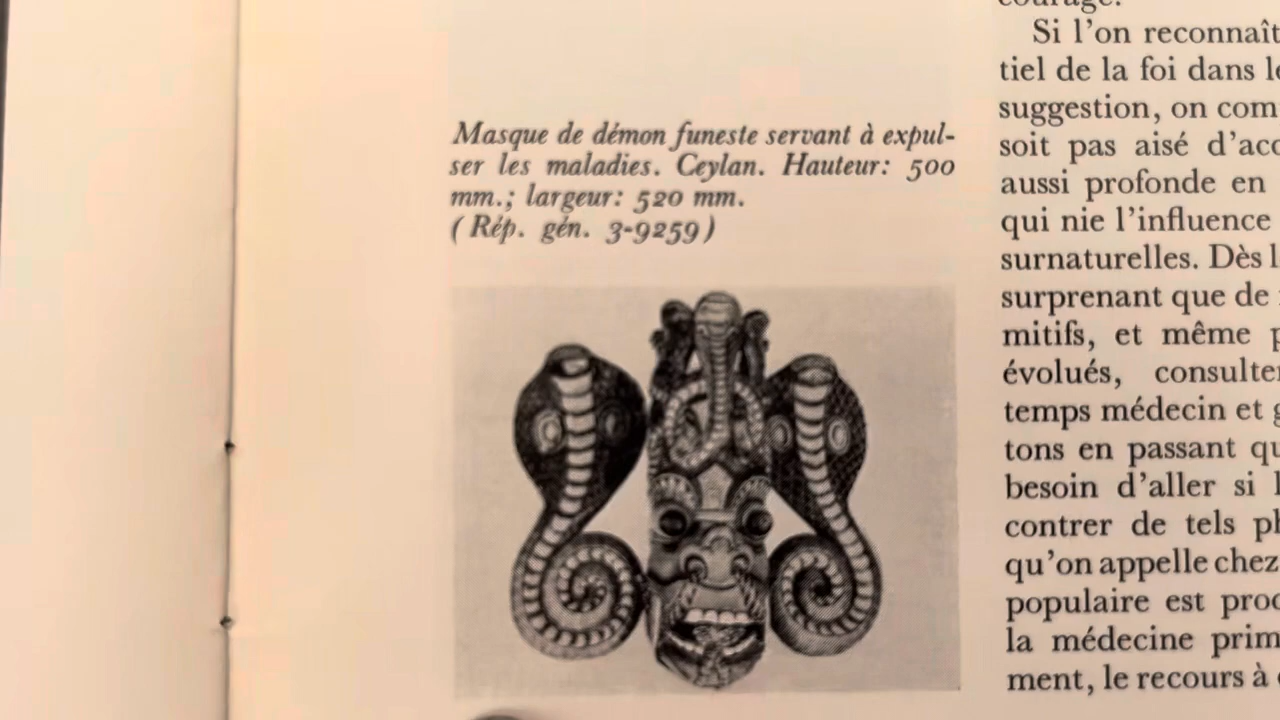 Masque de démon funeste servant à expul-
ser les maladies. Ceylan. Hauteur: 500
mm.; largeur: 520 mm.
(Rép. gén. 3-9259)
courage.
Si l'on reconnaît
tiel de la foi dans
suggestion, on com
soit pas aisé d'acc
aussi profonde en
qui nie l'influence
surnaturelles. Dès
surprenant que de
mitifs, et même
évolués, consulte
temps médecin et
tons en passant qu
besoin d'aller si
contrer de tels
qu'on appelle chez
populaire est
la médecine prim
ment, le recours à